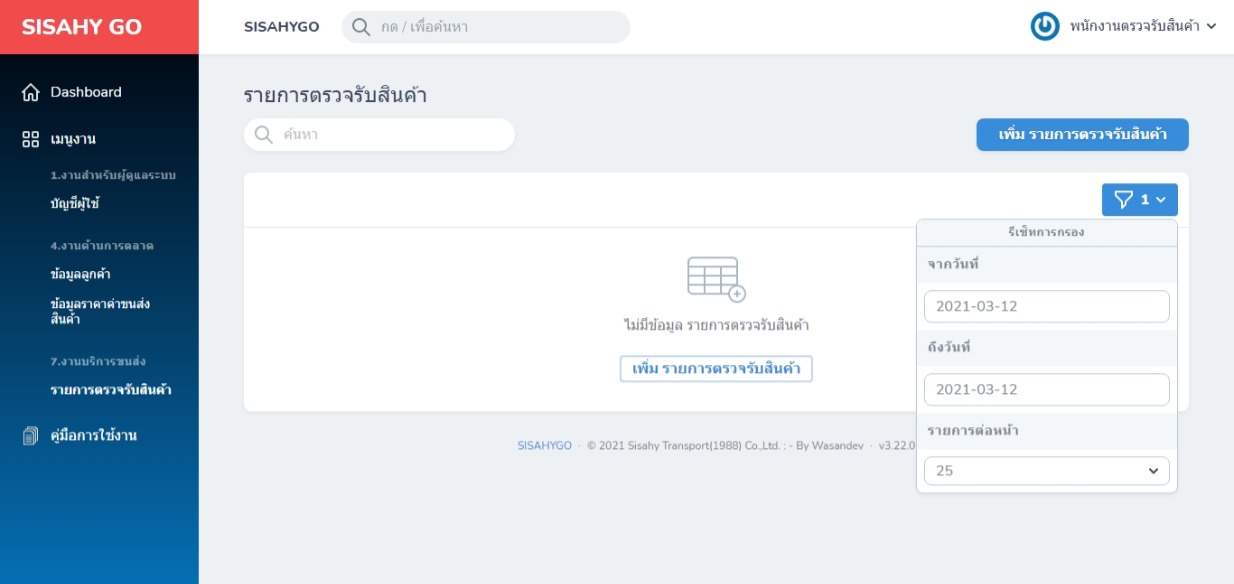 SISAHY GO
SISAHYGO
กด / เพื่อค้นหา
พนักงานตรวจรับสินค้า
Dashboard
เมนูงาน
1.งานสำหรับผู้ดูแลระบบ
บัญชีผู้ใช้
4.งานด้านการตลาด
ข้อมูลลูกค้า
ข้อมูลราคาค่าขนส่ง
สินค้า
7.งานบริการขนส่ง
รายการตรวจรับสินค้า
คู่มือการใช้งาน
รายการตรวจรับสินค้า
ค้นหา
เพิ่ม รายการตรวจรับสินค้า
1
รีเซ็ทการกรอง
จากวันที่
2021-03-12
ถึงวันที่
2021-03-12
รายการต่อหน้า
25
ไม่มีข้อมูล รายการตรวจรับสินค้า
เพิ่ม รายการตรวจรับสินค้า
SISAHYGO · © 2021 Sisahy Transport(1988) Co.,Ltd. : - By Wasandev · v3.22.0